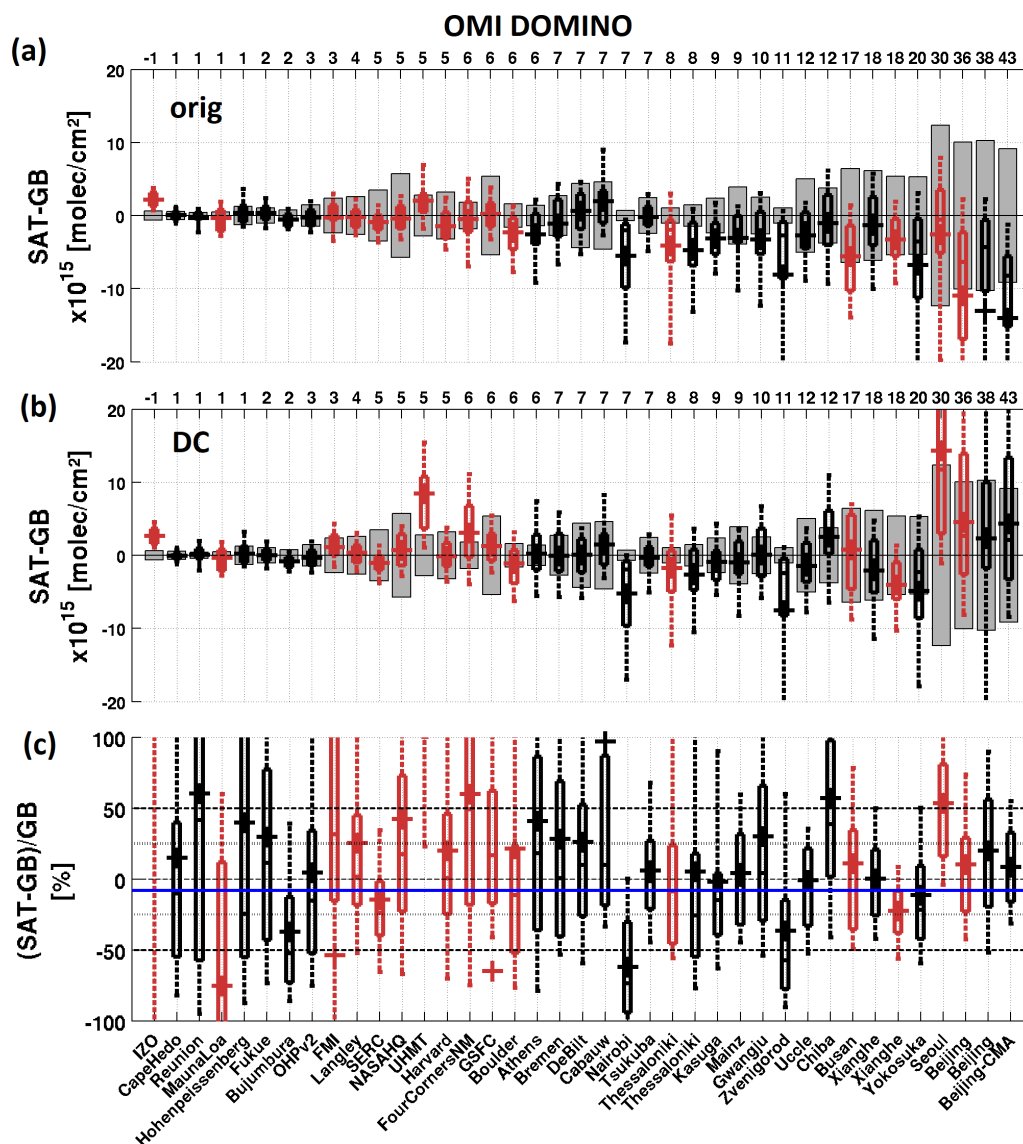 OMI DOMINO
(a)
-1 1 1 1 1 2 2 3 3 4 5 5 5 5 6 6 6 6 7 7 7 7 7 8 8 9 9 10 11 12 12 17 18 18 20 30 36 38 43
orig
SAT-GB
x10¹⁵ [molec/cm²]
20
10
0
-10
-20
(b)
-1 1 1 1 1 2 2 3 3 4 5 5 5 5 6 6 6 6 7 7 7 7 7 8 8 9 9 10 11 12 12 17 18 18 20 30 36 38 43
DC
SAT-GB
x10¹⁵ [molec/cm²]
20
10
0
-10
-20
(c)
(SAT-GB)/GB
[%]
100
50
0
-50
-100
IZO
CapeHedo
Reunion
MaunaLoa
Hohenpeissenberg
Fukue
Bujumbura
OHPv2
FMI
Langley
SERC
NASAHQ
UHMT
Harvard
FourCornersNM
GSFC
Boulder
Athens
Bremen
DeBilt
Cabauw
Nairobi
Tsukuba
Thessaloniki
Thessaloniki
Kasuga
Mainz
Gwangju
Zvenigorod
Ucole
Chiba
Busan
Xianghe
Xianghe
Yokosuka
Seoul
Beijing
Beijing
Beijing-CMA